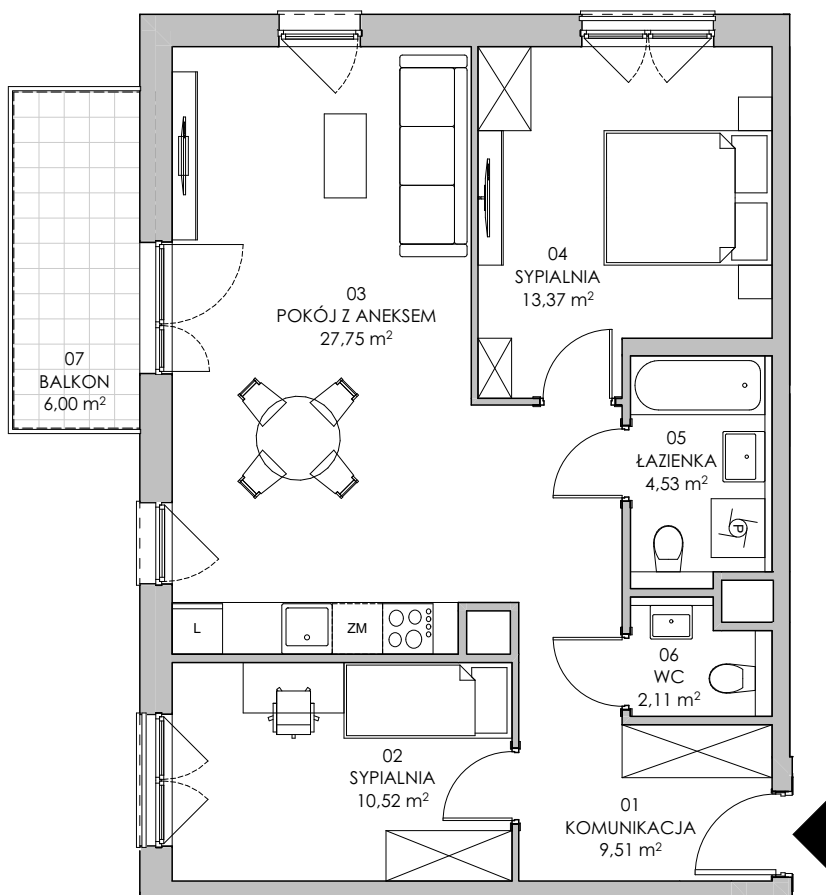 04
SYPIALNIA
13,37 m²
03
POKÓJ Z ANEKSEM
27,75 m²
07
BALKON
6,00 m²
05
ŁAZIENKA
4,53 m²
P
L
ZM
06
WC
2,11 m²
02
SYPIALNIA
10,52 m²
01
KOMUNIKACJA
9,51 m²